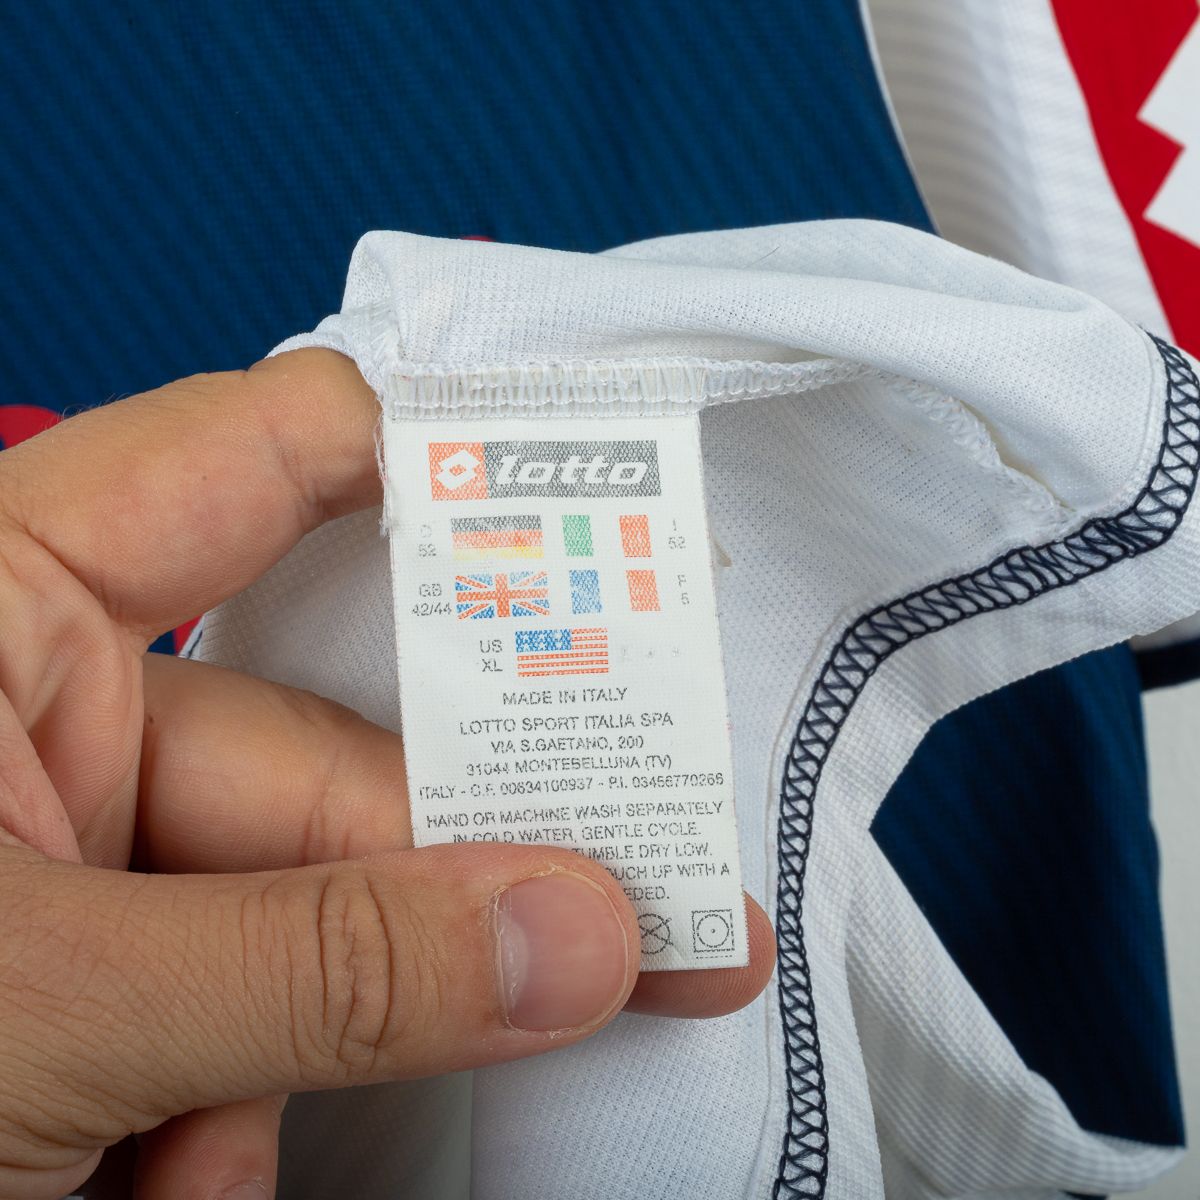 lotto
D 52 I 52
GB 42/44 F 5
US XL
MADE IN ITALY
LOTTO SPORT ITALIA SPA
VIA S.GAETANO, 200
31044 MONTEBELLUNA (TV)
ITALY - C.F. 00634100937 - P.I. 03456770265
HAND OR MACHINE WASH SEPARATELY
IN COLD WATER, GENTLE CYCLE.
TUMBLE DRY LOW.
OUCH UP WITH A
EDED.